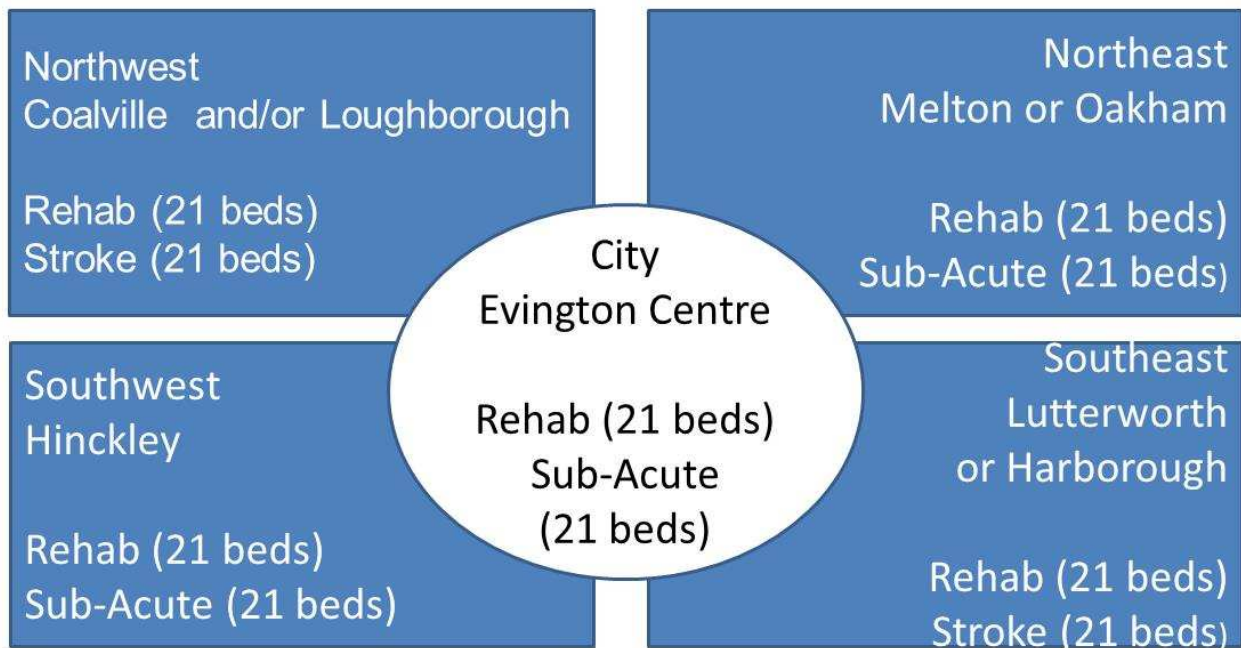 Northwest
Coalville and/or Loughborough
Rehab (21 beds)
Stroke (21 beds)
Northeast
Melton or Oakham
Rehab (21 beds)
Sub-Acute (21 beds)
City
Evington Centre
Rehab (21 beds)
Sub-Acute
(21 beds)
Southwest
Hinckley
Rehab (21 beds)
Sub-Acute (21 beds)
Southeast
Lutterworth
or Harborough
Rehab (21 beds)
Stroke (21 beds)